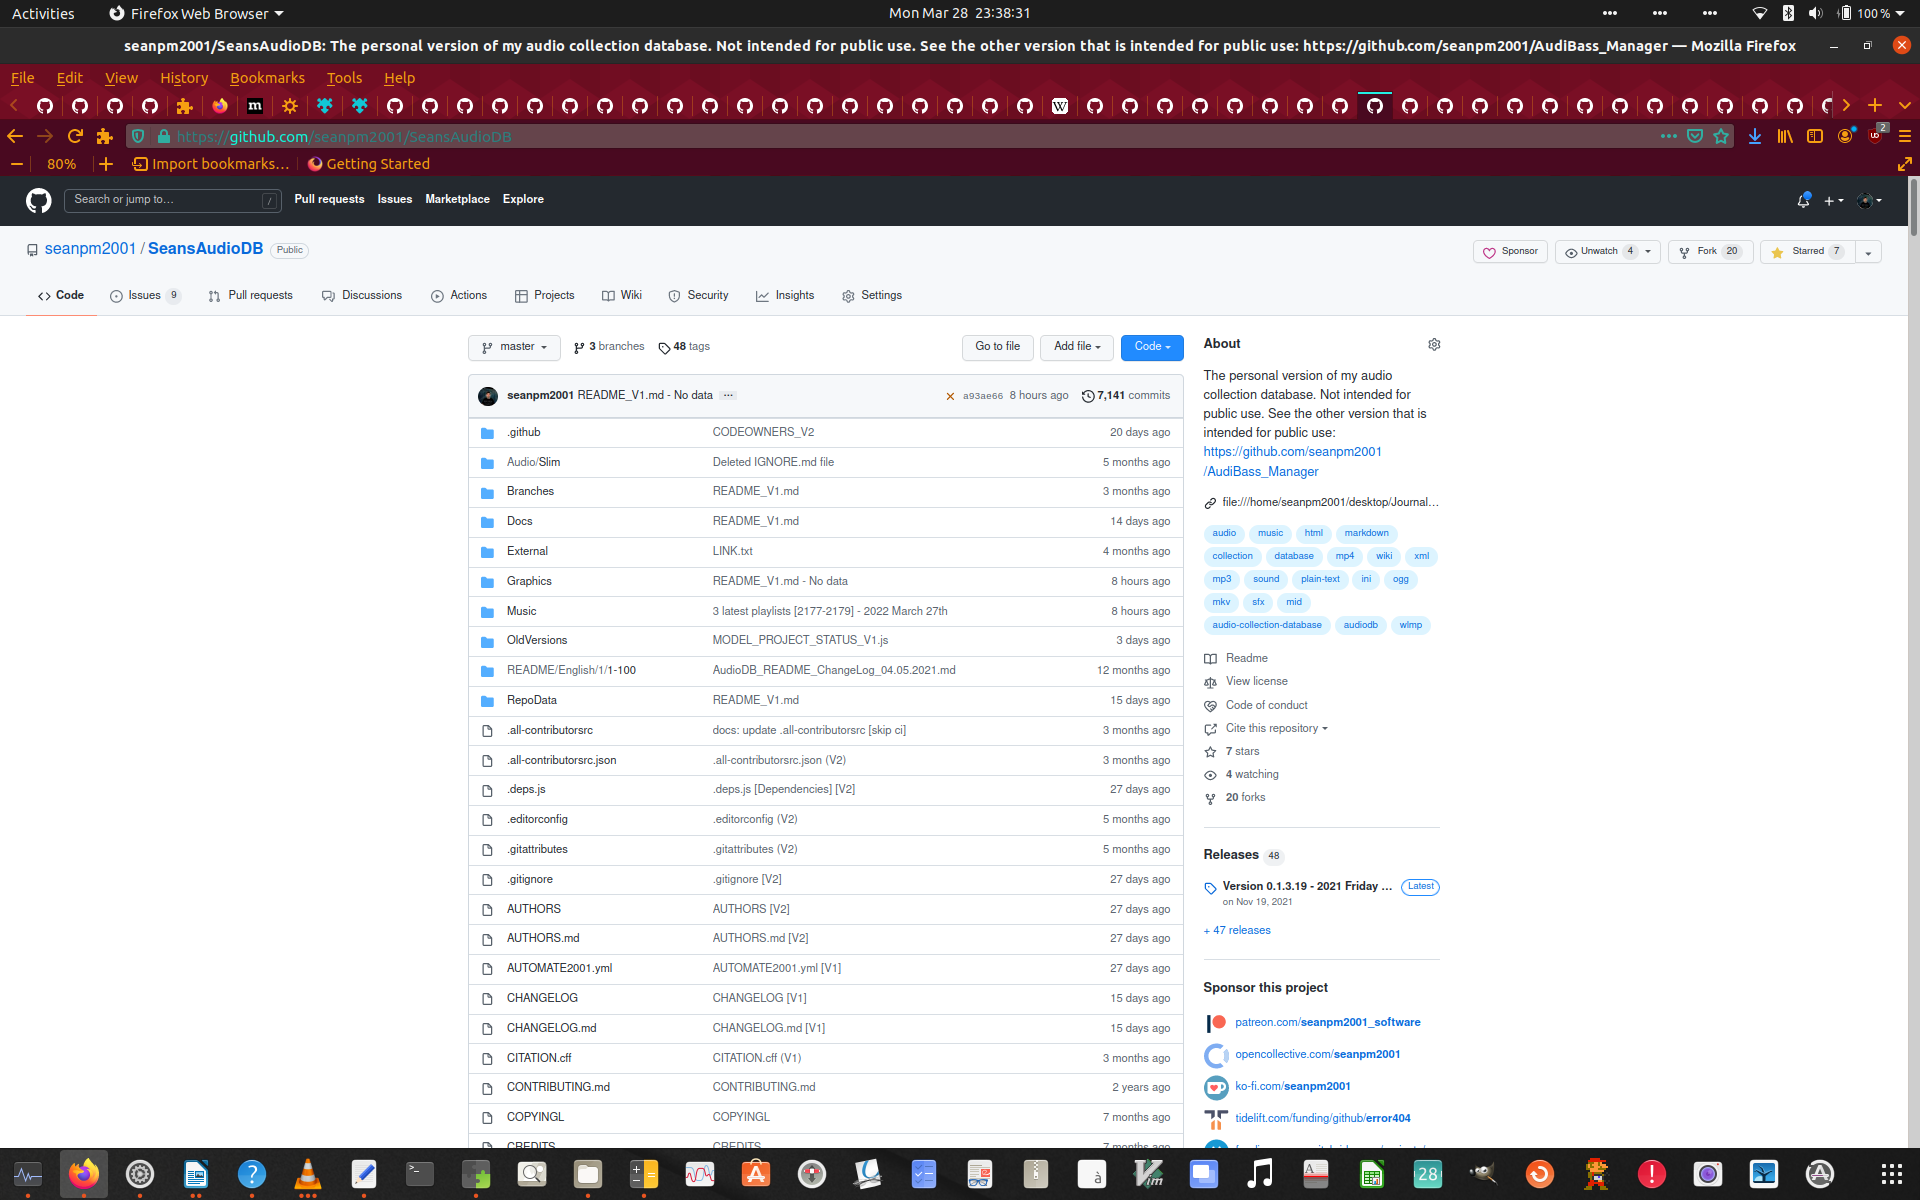 Activities
Firefox Web Browser
Mon Mar 28 23:38:31
100 %
seanpm2001/SeansAudioDB: The personal version of my audio collection database. Not intended for public use. See the other version that is intended for public use: https://github.com/seanpm2001/AudiBass_Manager — Mozilla Firefox
File Edit View History Bookmarks Tools Help
https://github.com/seanpm2001/SeansAudioDB
2
80%
Import bookmarks...
Getting Started
Search or jump to...
/
Pull requests Issues Marketplace Explore
seanpm2001 / SeansAudioDB Public
Sponsor
Unwatch 4
Fork 20
Starred 7
Code
Issues 9
Pull requests
Discussions
Actions
Projects
Wiki
Security
Insights
Settings
master
3 branches
48 tags
Go to file
Add file
Code
seanpm2001 README_V1.md - No data ... a93ae66 8 hours ago 7,141 commits
.github CODEOWNERS_V2 20 days ago
Audio/Slim Deleted IGNORE.md file 5 months ago
Branches README_V1.md 3 months ago
Docs README_V1.md 14 days ago
External LINK.txt 4 months ago
Graphics README_V1.md - No data 8 hours ago
Music 3 latest playlists [2177-2179] - 2022 March 27th 8 hours ago
OldVersions MODEL_PROJECT_STATUS_V1.js 3 days ago
README/English/1/1-100 AudioDB_README_ChangeLog_04.05.2021.md 12 months ago
RepoData README_V1.md 15 days ago
.all-contributorsrc docs: update .all-contributorsrc [skip ci] 3 months ago
.all-contributorsrc.json .all-contributorsrc.json (V2) 3 months ago
.deps.js .deps.js [Dependencies] [V2] 27 days ago
.editorconfig .editorconfig (V2) 5 months ago
.gitattributes .gitattributes (V2) 5 months ago
.gitignore .gitignore [V2] 27 days ago
AUTHORS AUTHORS [V2] 27 days ago
AUTHORS.md AUTHORS.md [V2] 27 days ago
AUTOMATE2001.yml AUTOMATE2001.yml [V1] 27 days ago
CHANGELOG CHANGELOG [V1] 15 days ago
CHANGELOG.md CHANGELOG.md [V1] 15 days ago
CITATION.cff CITATION.cff (V1) 3 months ago
CONTRIBUTING.md CONTRIBUTING.md 2 years ago
COPYINGL COPYINGL 7 months ago
CREDITS CREDITS 7 months ago
About
The personal version of my audio
collection database. Not intended for
public use. See the other version that is
intended for public use:
https://github.com/seanpm2001
/AudiBass_Manager
file:///home/seanpm2001/desktop/Journal...
audio music html markdown
collection database mp4 wiki xml
mp3 sound plain-text ini ogg
mkv sfx mid
audio-collection-database audiodb wlmp
Readme
View license
Code of conduct
Cite this repository
7 stars
4 watching
20 forks
Releases 48
Version 0.1.3.19 - 2021 Friday ... Latest
on Nov 19, 2021
+ 47 releases
Sponsor this project
patreon.com/seanpm2001_software
opencollective.com/seanpm2001
ko-fi.com/seanpm2001
tidelift.com/funding/github/error404
28